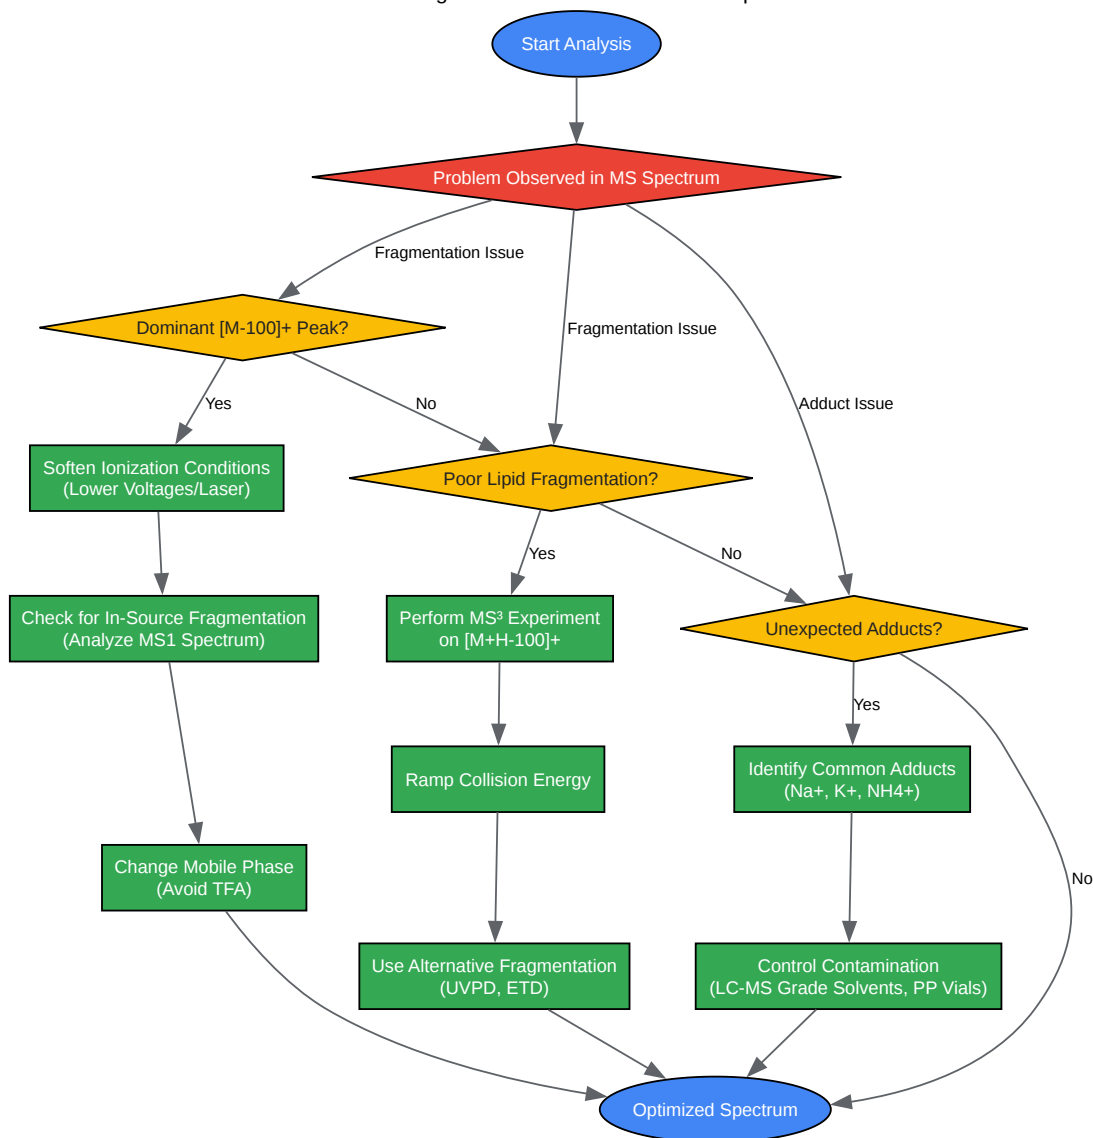 Start Analysis
Problem Observed in MS Spectrum
Fragmentation Issue
Dominant [M-100]+ Peak?
Fragmentation Issue
Adduct Issue
Yes
No
Soften Ionization Conditions
(Lower Voltages/Laser)
Poor Lipid Fragmentation?
Yes
No
Check for In-Source Fragmentation
(Analyze MS1 Spectrum)
Perform MS³ Experiment
on [M+H-100]+
Unexpected Adducts?
Yes
Ramp Collision Energy
Identify Common Adducts
(Na+, K+, NH4+)
Change Mobile Phase
(Avoid TFA)
No
Use Alternative Fragmentation
(UVPD, ETD)
Control Contamination
(LC-MS Grade Solvents, PP Vials)
Optimized Spectrum